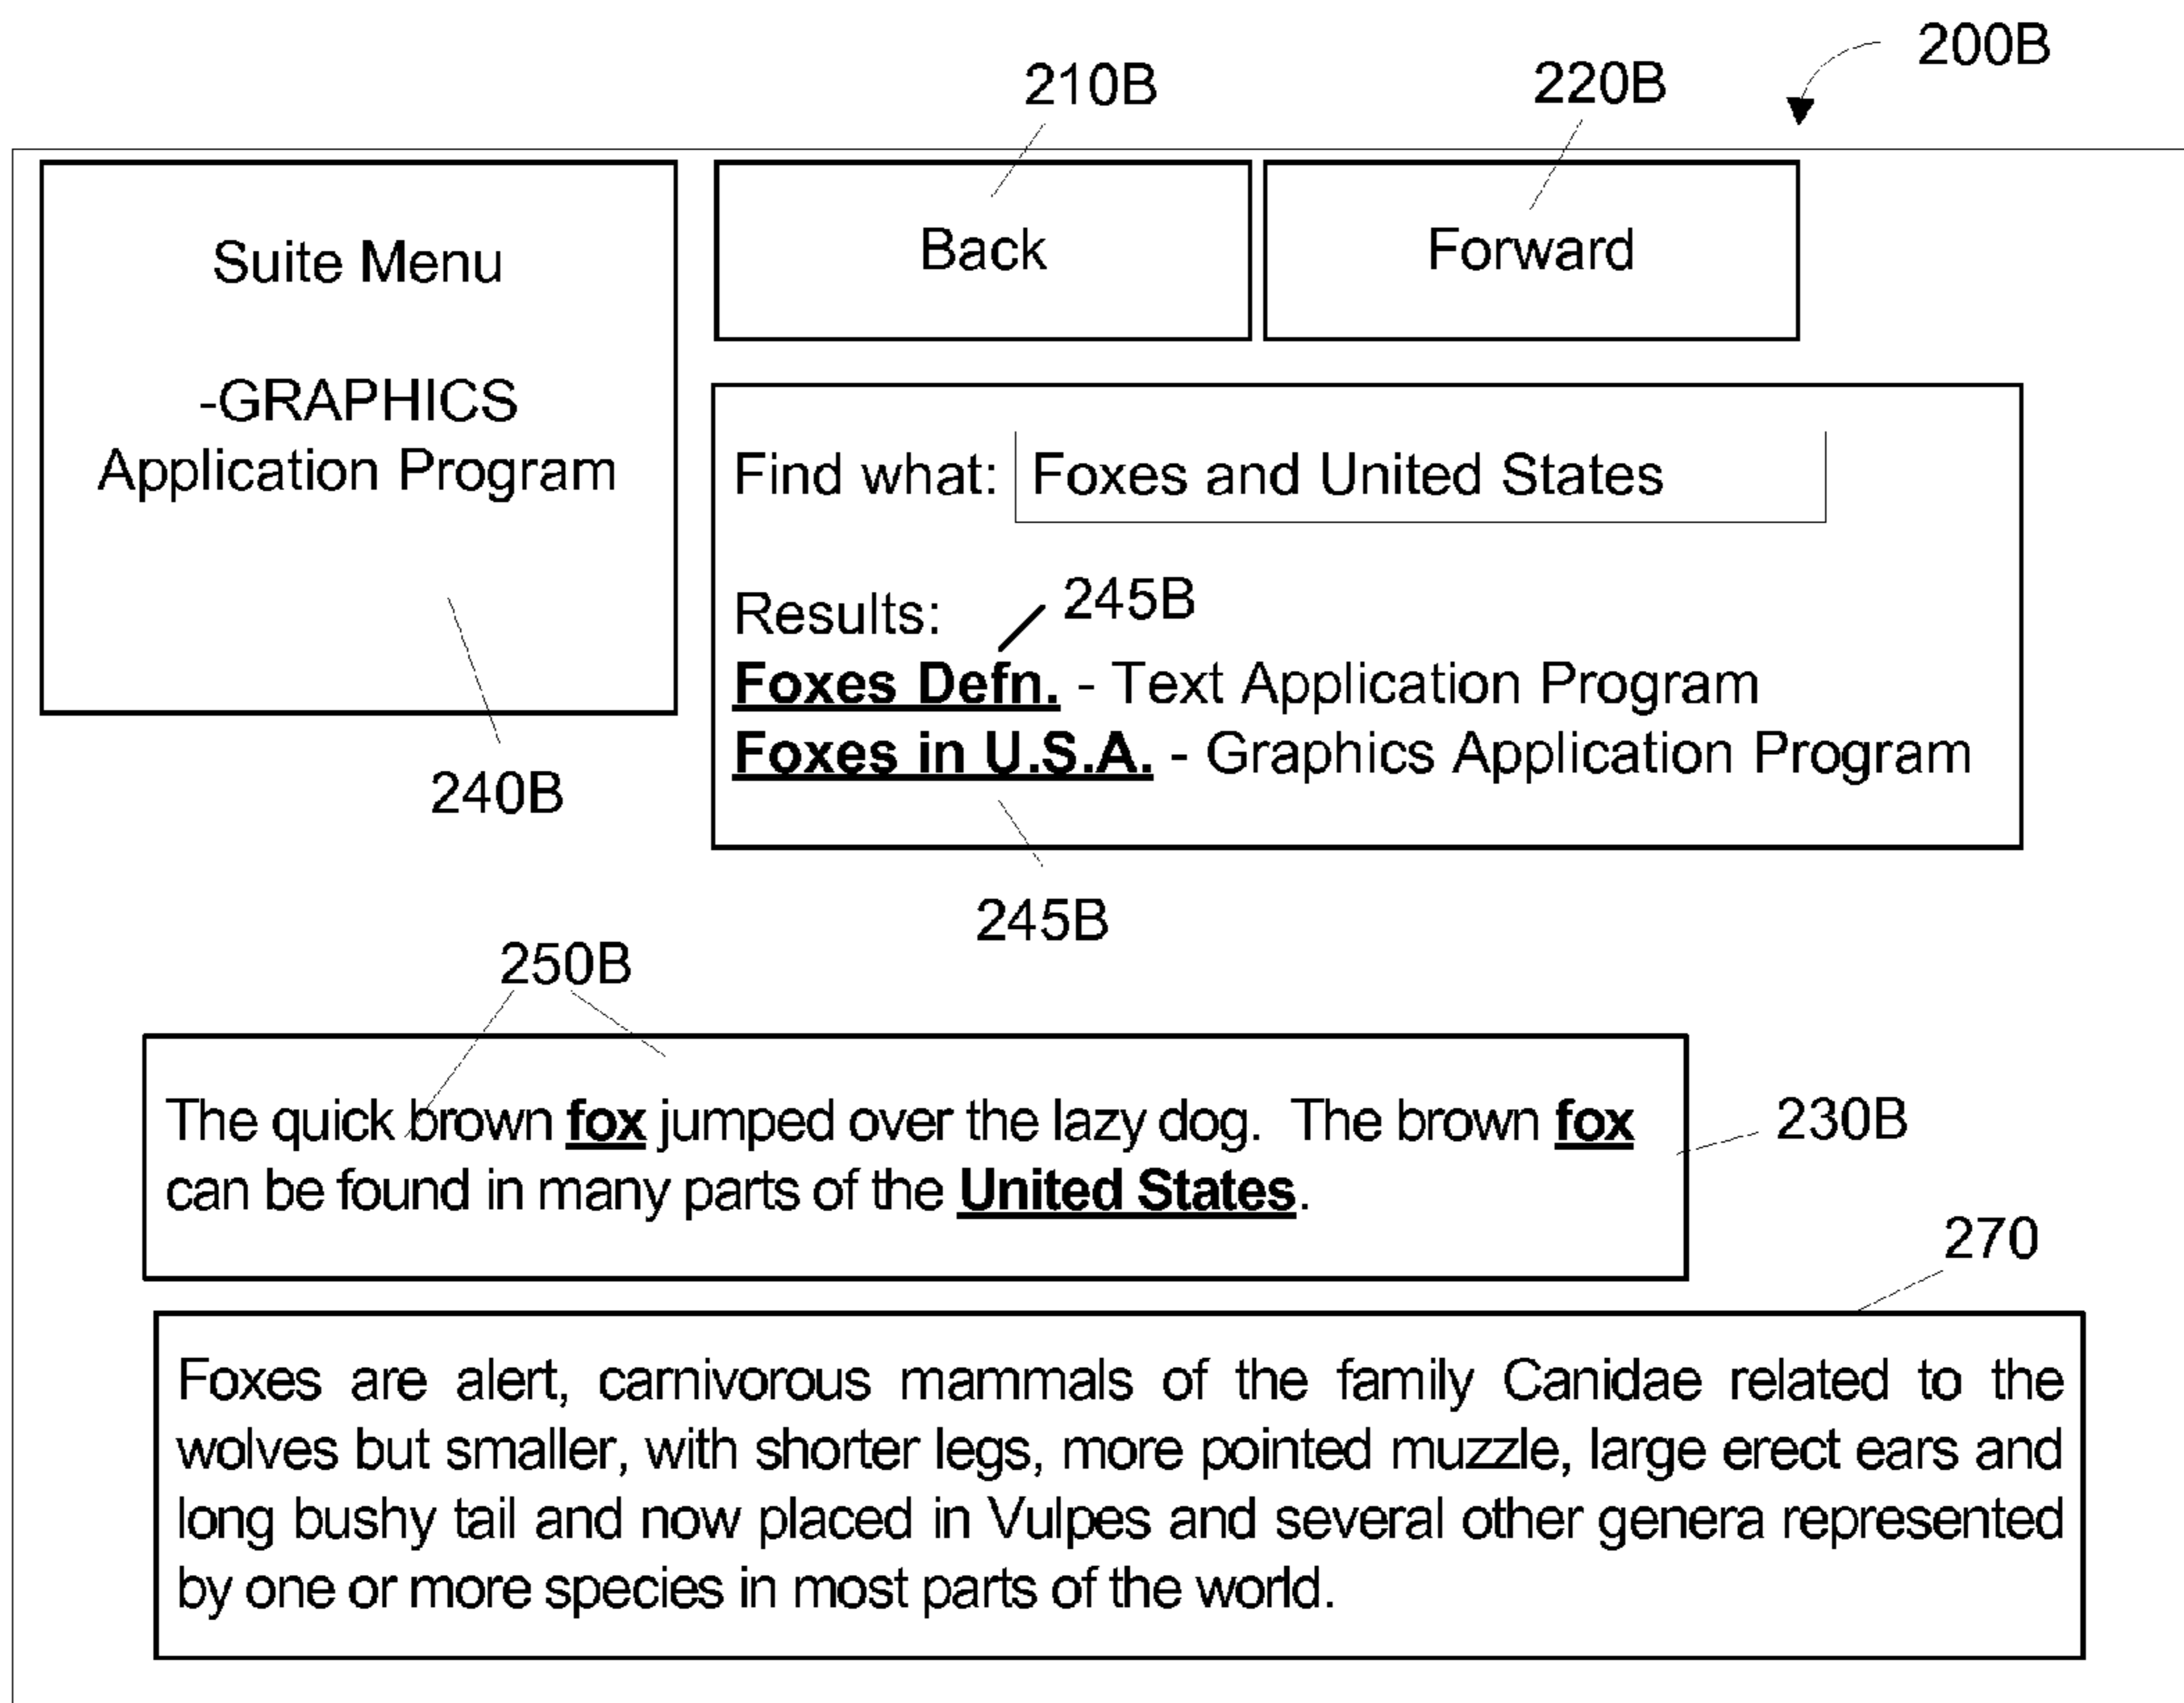 200B
210B
220B
Suite Menu
-GRAPHICS
Application Program
240B
Back
Forward
Find what: Foxes and United States
Results:
245B
Foxes Defn. - Text Application Program
Foxes in U.S.A. - Graphics Application Program
245B
250B
The quick brown fox jumped over the lazy dog. The brown fox
can be found in many parts of the United States.
230B
270
Foxes are alert, carnivorous mammals of the family Canidae related to the
wolves but smaller, with shorter legs, more pointed muzzle, large erect ears and
long bushy tail and now placed in Vulpes and several other genera represented
by one or more species in most parts of the world.